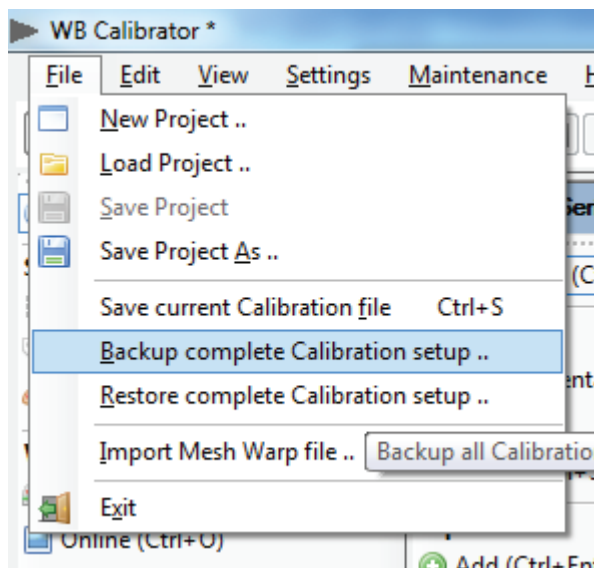 WB Calibrator *
File Edit View Settings Maintenance
New Project ..
Load Project ..
Save Project
Save Project As ..
Save current Calibration file Ctrl+S
Backup complete Calibration setup ..
Restore complete Calibration setup ..
Import Mesh Warp file .. Backup all Calibratio
Exit
Online (Ctrl+O)
Add (Ctrl+Ent